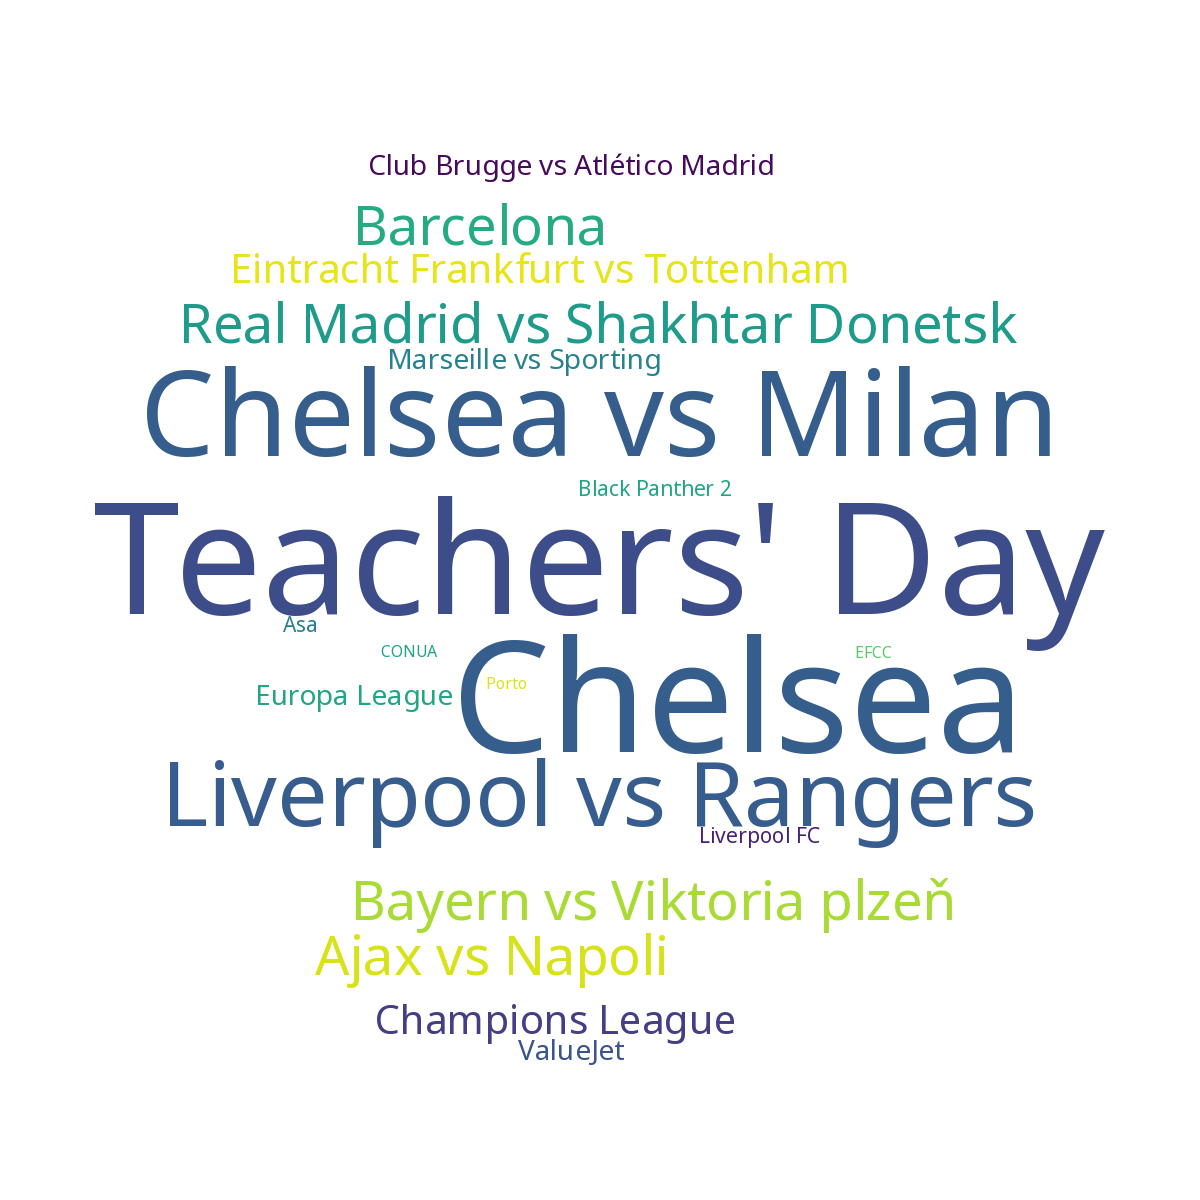 Club Brugge vs Atlético Madrid
Barcelona
Eintracht Frankfurt vs Tottenham
Real Madrid vs Shakhtar Donetsk
Marseille vs Sporting
Chelsea vs Milan
Black Panther 2
Teachers' Day
Asa
CONUA
EFCC
Porto
Europa League
Chelsea
Liverpool vs Rangers
Liverpool FC
Bayern vs Viktoria plzeň
Ajax vs Napoli
Champions League
ValueJet